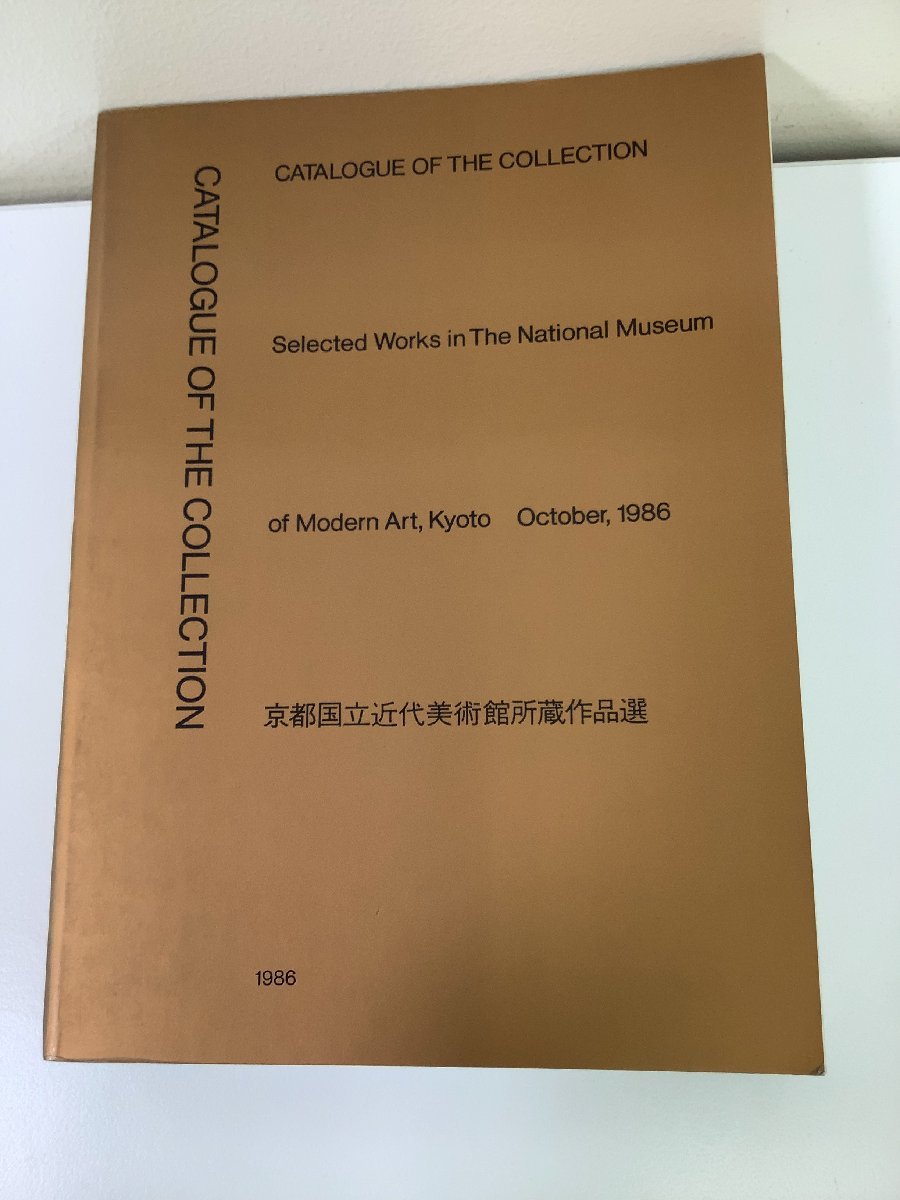 CATALOGUE OF THE COLLECTION
CATALOGUE OF THE COLLECTION
Selected Works in The National Museum
of Modern Art, Kyoto October, 1986
京都国立近代美術館所蔵作品選
1986